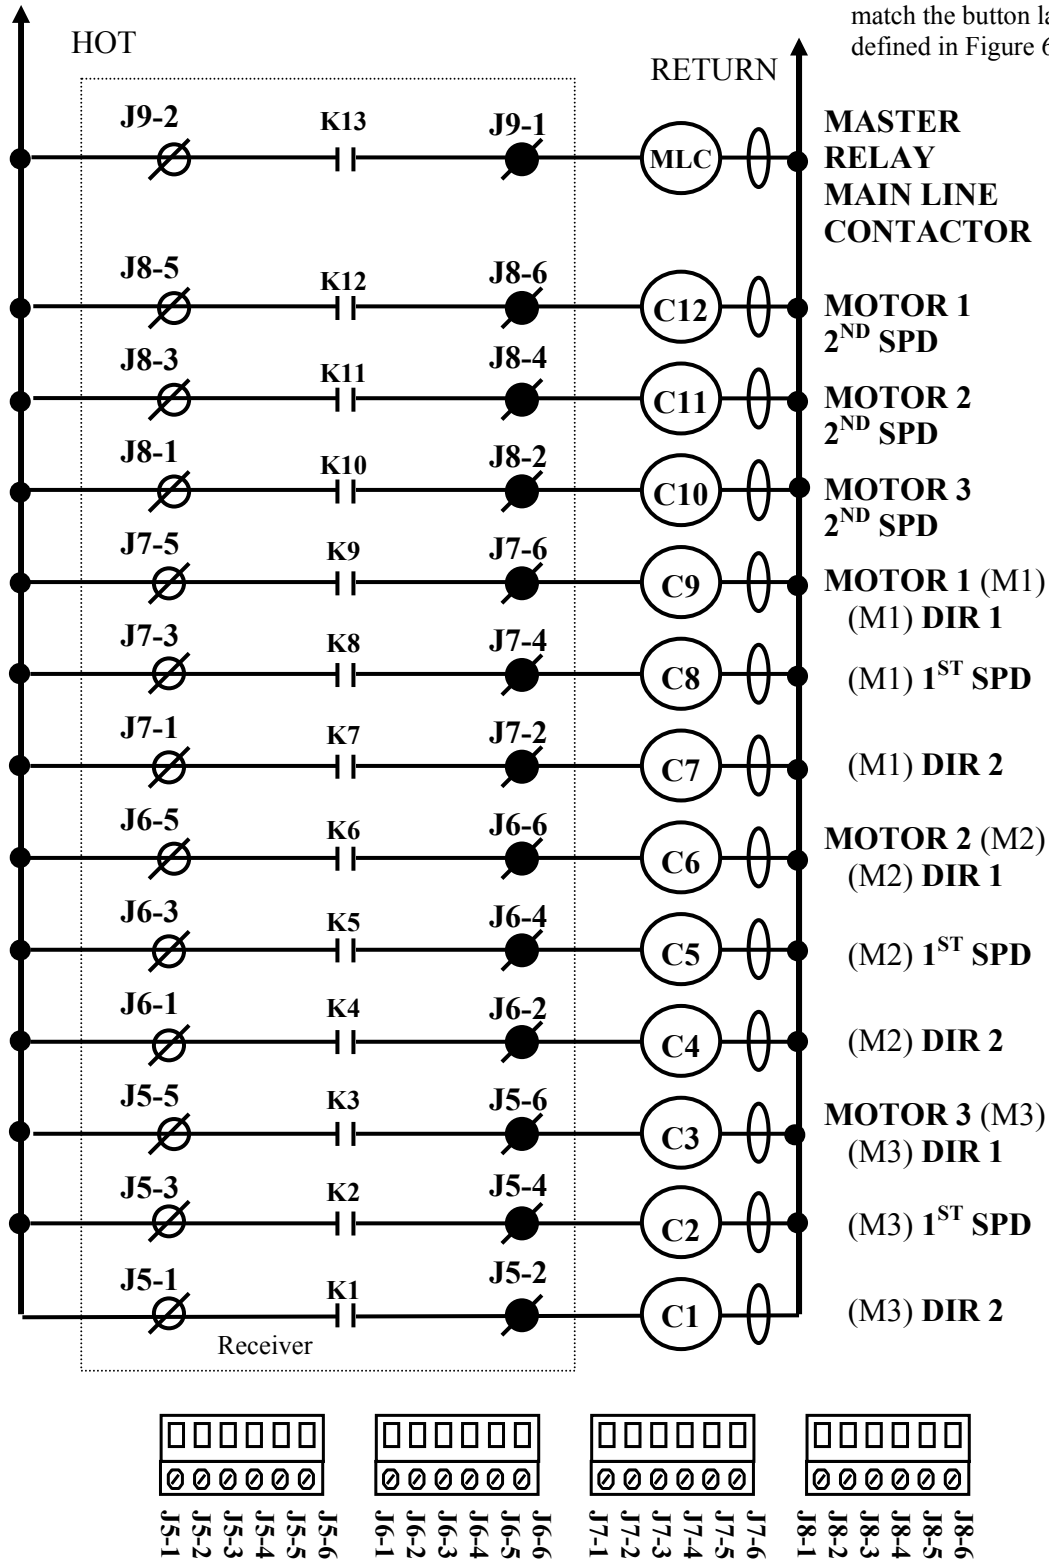 match the button la
defined in Figure 6
HOT
RETURN
J9-2 K13 J9-1 MLC MASTER
RELAY
MAIN LINE
CONTACTOR
J8-5 K12 J8-6 C12 MOTOR 1
2ND SPD
J8-3 K11 J8-4 C11 MOTOR 2
2ND SPD
J8-1 K10 J8-2 C10 MOTOR 3
2ND SPD
J7-5 K9 J7-6 C9 MOTOR 1 (M1)
(M1) DIR 1
J7-3 K8 J7-4 C8 (M1) 1ST SPD
J7-1 K7 J7-2 C7 (M1) DIR 2
J6-5 K6 J6-6 C6 MOTOR 2 (M2)
(M2) DIR 1
J6-3 K5 J6-4 C5 (M2) 1ST SPD
J6-1 K4 J6-2 C4 (M2) DIR 2
J5-5 K3 J5-6 C3 MOTOR 3 (M3)
(M3) DIR 1
J5-3 K2 J5-4 C2 (M3) 1ST SPD
J5-1 K1 J5-2 C1 (M3) DIR 2
Receiver
J5-1 J5-2 J5-3 J5-4 J5-5 J5-6
J6-1 J6-2 J6-3 J6-4 J6-5 J6-6
J7-1 J7-2 J7-3 J7-4 J7-5 J7-6
J8-1 J8-2 J8-3 J8-4 J8-5 J8-6